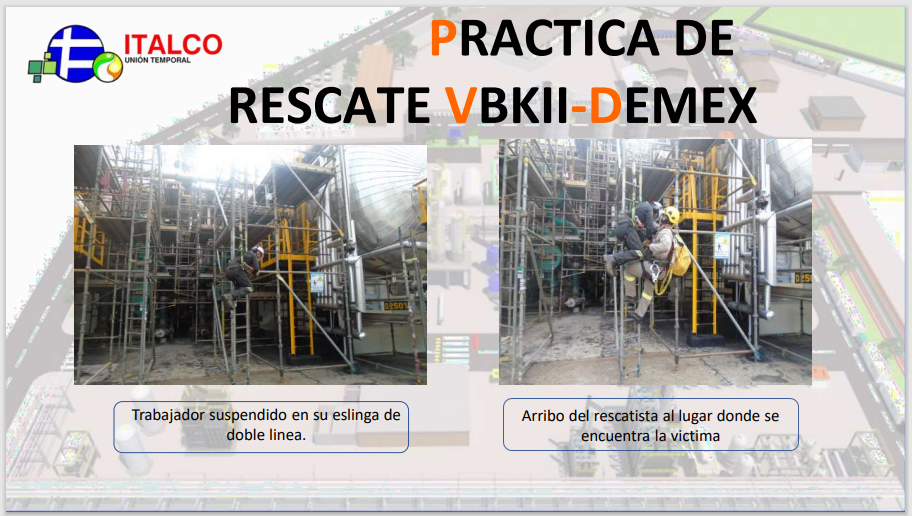 ITALCO
UNIÓN TEMPORAL
PRACTICA DE
RESCATE VBKII-DEMEX
Trabajador suspendido en su eslinga de
doble linea.
Arribo del rescatista al lugar donde se
encuentra la victima